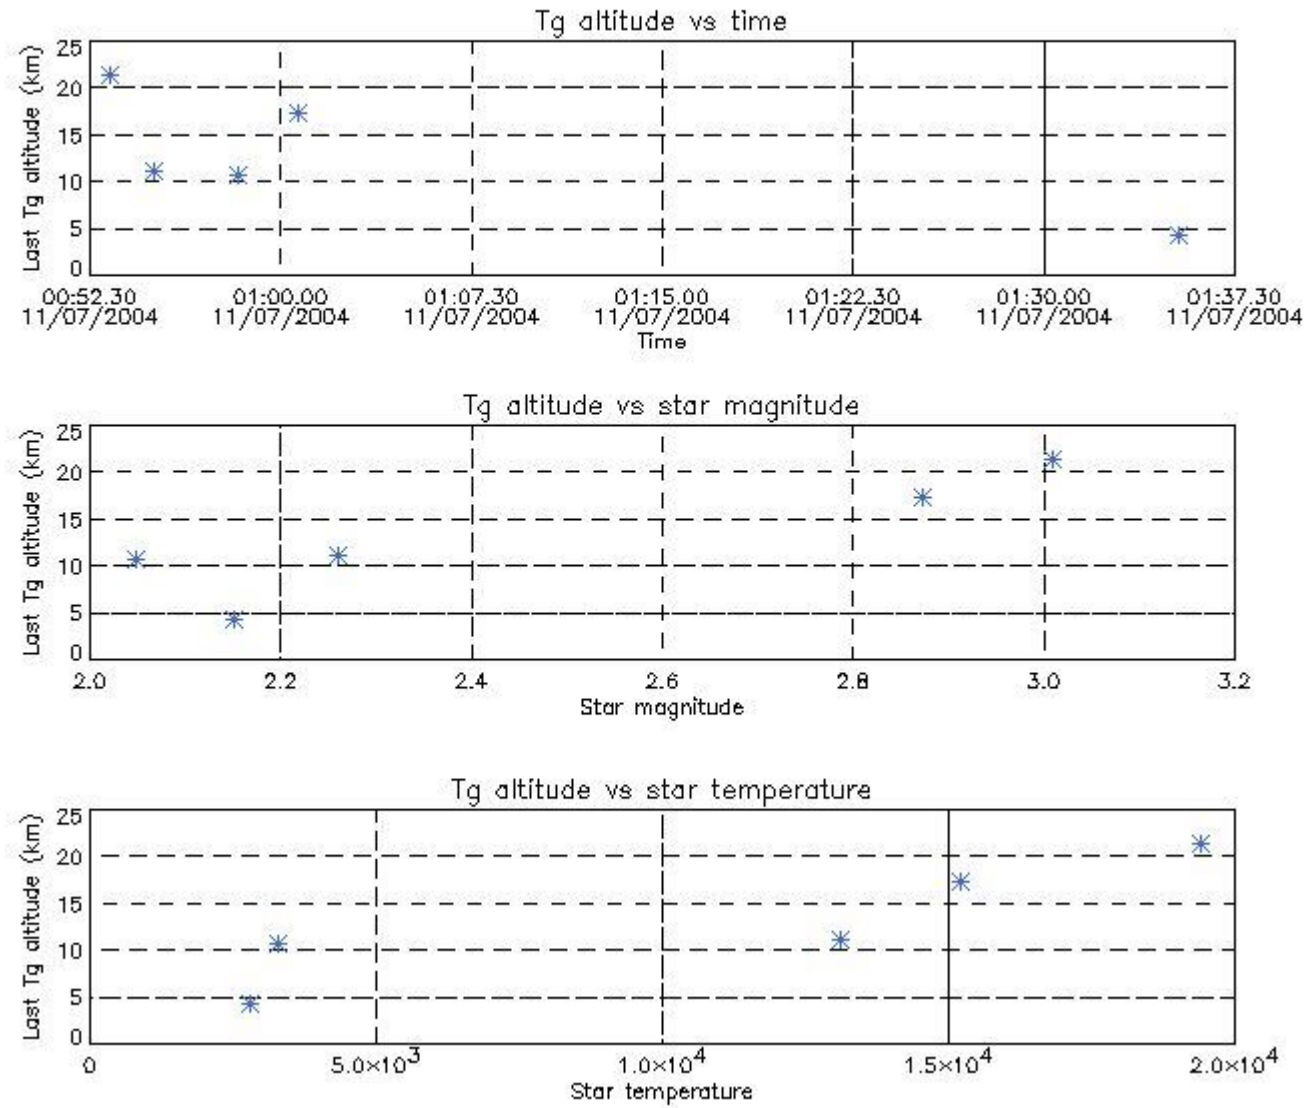 Tg altitude vs time
Last Tg altitude (km)
25
20
15
10
5
0
00:52.30 01:00.00 01:07.30 01:15.00 01:22.30 01:30.00 01:37.30
11/07/2004 11/07/2004 11/07/2004 11/07/2004 11/07/2004 11/07/2004 11/07/2004
Time
Tg altitude vs star magnitude
Last Tg altitude (km)
25
20
15
10
5
0
2.0 2.2 2.4 2.6 2.8 3.0 3.2
Star magnitude
Tg altitude vs star temperature
Last Tg altitude (km)
25
20
15
10
5
0
0 5.0×10³ 1.0×10⁴ 1.5×10⁴ 2.0×10⁴
Star temperature